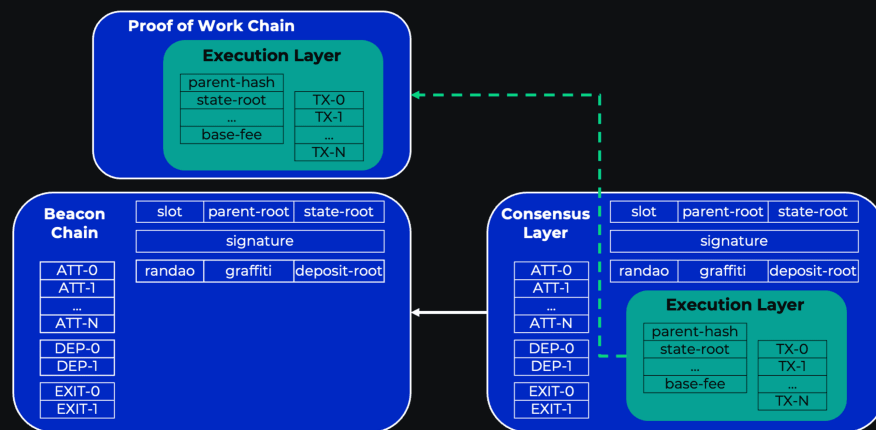 Proof of Work Chain
Execution Layer
parent-hash
state-root
...
base-fee
TX-0
TX-1
...
TX-N
Beacon
Chain
slot parent-root state-root
signature
randao graffiti deposit-root
ATT-0
ATT-1
...
ATT-N
DEP-0
DEP-1
EXIT-0
EXIT-1
Consensus
Layer
slot parent-root state-root
signature
randao graffiti deposit-root
ATT-0
ATT-1
...
ATT-N
DEP-0
DEP-1
EXIT-0
EXIT-1
Execution Layer
parent-hash
state-root
...
base-fee
TX-0
TX-1
...
TX-N